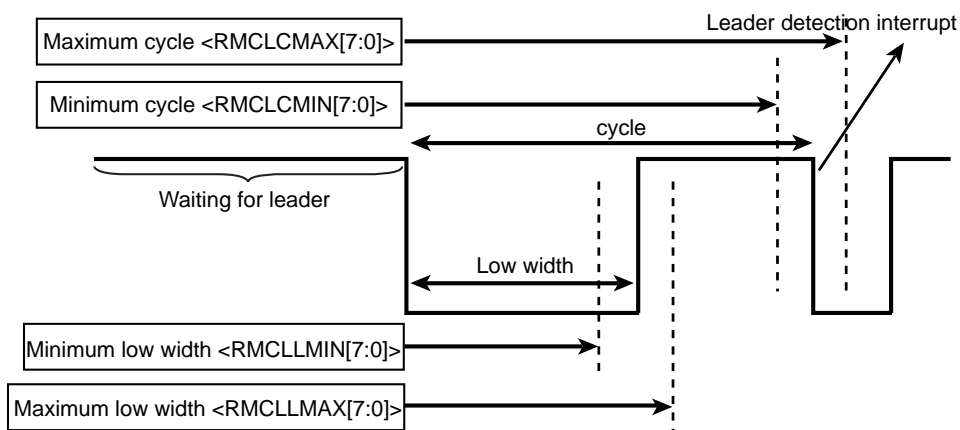 Leader detection interrupt
Maximum cycle <RMCLCMAX[7:0]>
Minimum cycle <RMCLCMIN[7:0]>
cycle
Waiting for leader
Low width
Minimum low width <RMCLLMIN[7:0]>
Maximum low width <RMCLLMAX[7:0]>